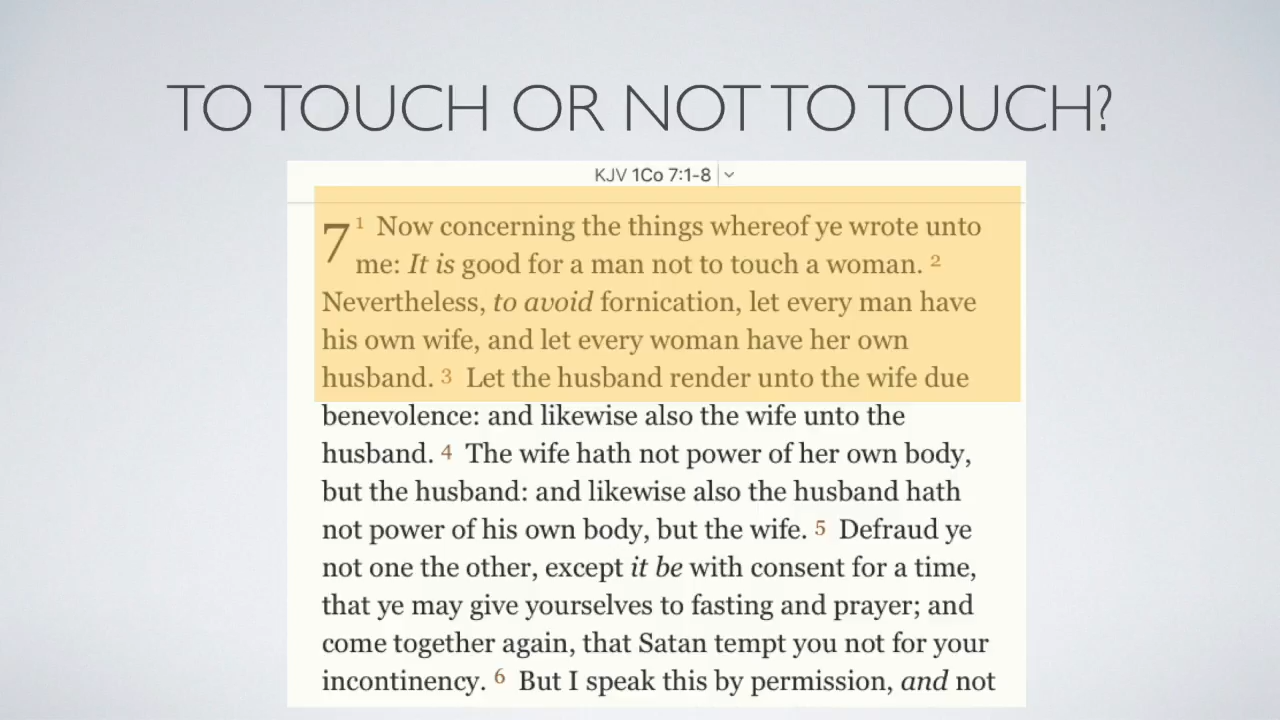 TO TOUCH OR NOT TO TOUCH?
KJV 1Co 7:1-8
7 1 Now concerning the things whereof ye wrote unto
me: It is good for a man not to touch a woman. 2
Nevertheless, to avoid fornication, let every man have
his own wife, and let every woman have her own
husband. 3 Let the husband render unto the wife due
benevolence: and likewise also the wife unto the
husband. 4 The wife hath not power of her own body,
but the husband: and likewise also the husband hath
not power of his own body, but the wife. 5 Defraud ye
not one the other, except it be with consent for a time,
that ye may give yourselves to fasting and prayer; and
come together again, that Satan tempt you not for your
incontinency. 6 But I speak this by permission, and not